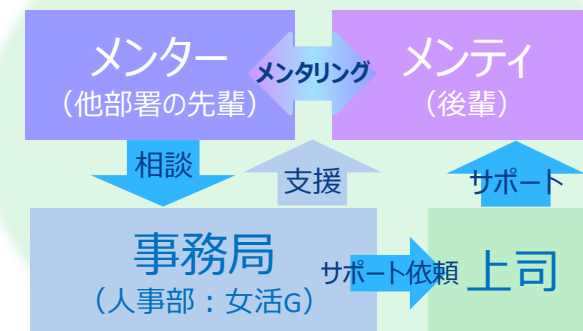 メンター
(他部署の先輩)
メンタリング
メンティ
(後輩)
相談
支援
サポート
事務局
(人事部：女活G)
サポート依頼
上司